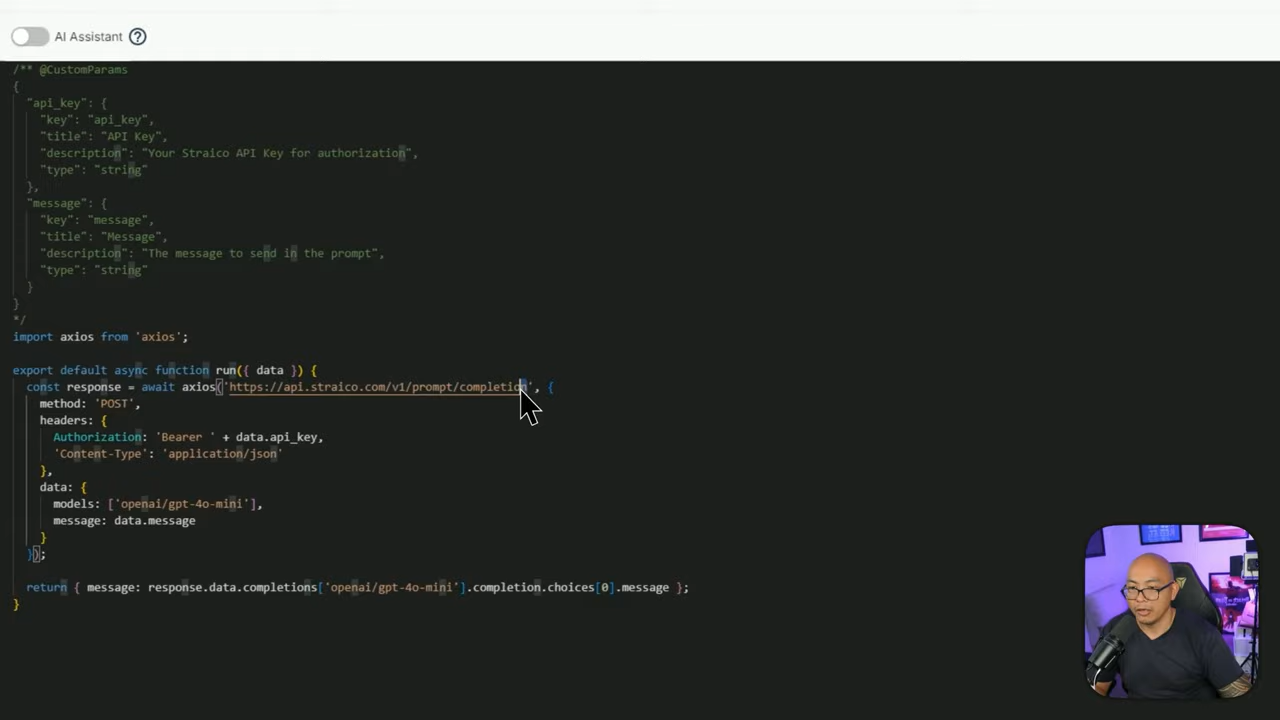 AI Assistant ?
/** @CustomParams
{
"api_key": {
"key": "api_key",
"title": "API Key",
"description": "Your Straico API Key for authorization",
"type": "string"
},
"message": {
"key": "message",
"title": "Message",
"description": "The message to send in the prompt",
"type": "string"
}
}
*/
import axios from 'axios';
export default async function run({ data }) {
const response = await axios('https://api.straico.com/v1/prompt/completion', {
method: 'POST',
headers: {
Authorization: 'Bearer ' + data.api_key,
'Content-Type': 'application/json'
},
data: {
models: ['openai/gpt-4o-mini'],
message: data.message
}
});
return { message: response.data.completions['openai/gpt-4o-mini'].completion.choices[0].message };
}